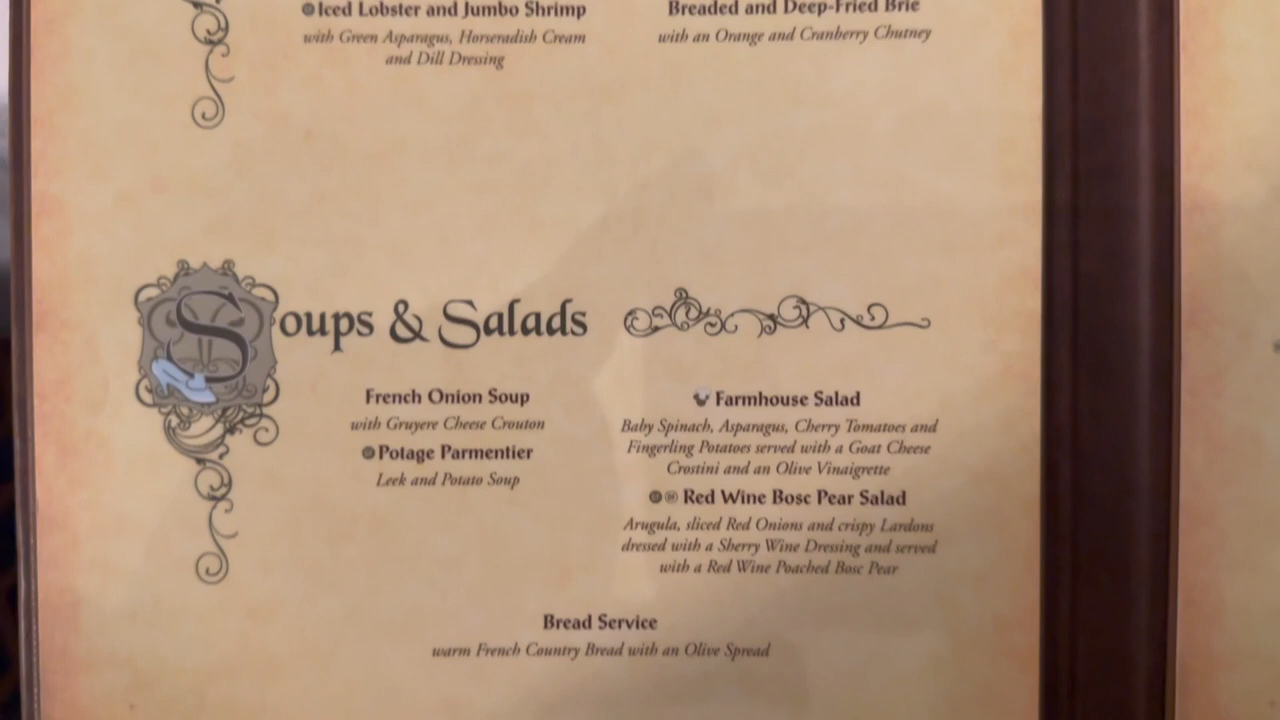 Iced Lobster and Jumbo Shrimp
with Green Asparagus, Horseradish Cream
and Dill Dressing
Breaded and Deep-Fried Brie
with an Orange and Cranberry Chutney
Soups & Salads
French Onion Soup
with Gruyere Cheese Crouton
Potage Parmentier
Leek and Potato Soup
Farmhouse Salad
Baby Spinach, Asparagus, Cherry Tomatoes and
Fingerling Potatoes served with a Goat Cheese
Crostini and an Olive Vinaigrette
Red Wine Bosc Pear Salad
Arugula, sliced Red Onions and crispy Lardons
dressed with a Sherry Wine Dressing and served
with a Red Wine Poached Bosc Pear
Bread Service
warm French Country Bread with an Olive Spread